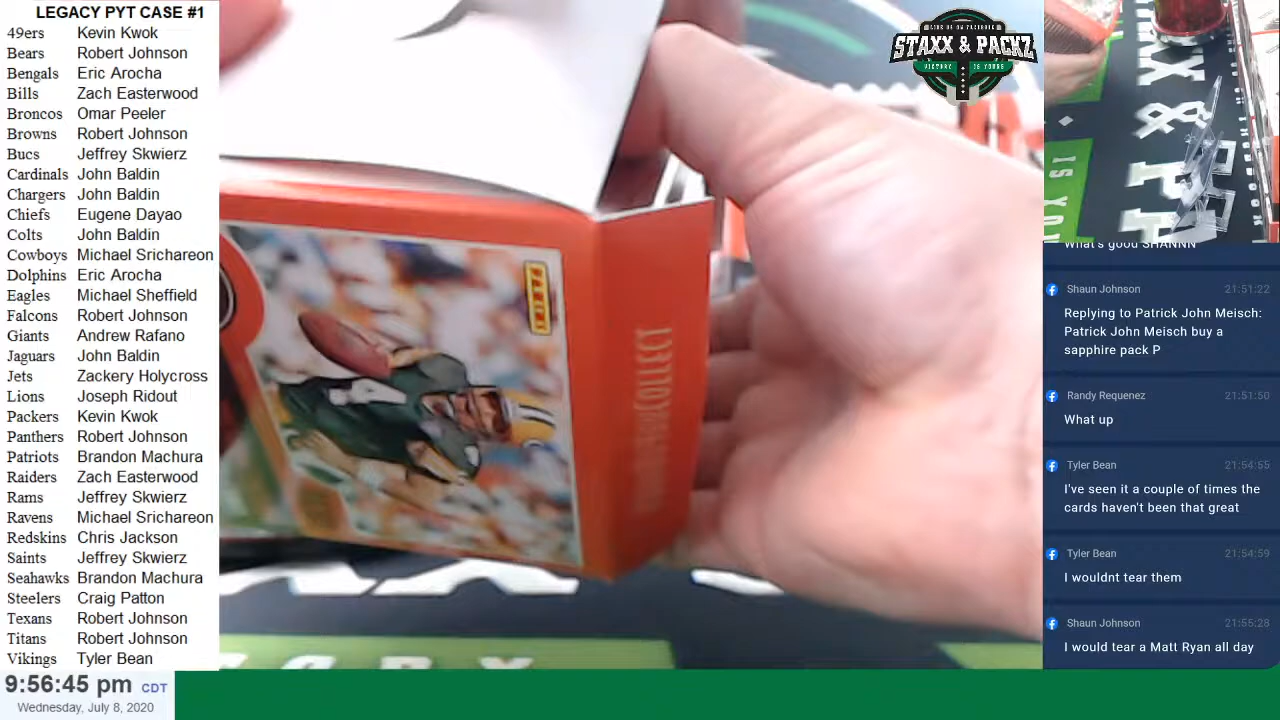 LEGACY PYT CASE #1
49ers Kevin Kwok
Bears Robert Johnson
Bengals Eric Arocha
Bills Zach Easterwood
Broncos Omar Peeler
Browns Robert Johnson
Bucs Jeffrey Skwierz
Cardinals John Baldin
Chargers John Baldin
Chiefs Eugene Dayao
Colts John Baldin
Cowboys Michael Srichareon
Dolphins Eric Arocha
Eagles Michael Sheffield
Falcons Robert Johnson
Giants Andrew Rafano
Jaguars John Baldin
Jets Zackery Holycross
Lions Joseph Ridout
Packers Kevin Kwok
Panthers Robert Johnson
Patriots Brandon Machura
Raiders Zach Easterwood
Rams Jeffrey Skwierz
Ravens Michael Srichareon
Redskins Chris Jackson
Saints Jeffrey Skwierz
Seahawks Brandon Machura
Steelers Craig Patton
Texans Robert Johnson
Titans Robert Johnson
Vikings Tyler Bean
9:56:45 pm CDT
Wednesday, July 8, 2020
PANINI
LIVE ON FACEBOOK
STAXX & PACKZ
VICTORY IS YOURS
What's good SHANNN
Shaun Johnson 21:51:22
Replying to Patrick John Meisch:
Patrick John Meisch buy a
sapphire pack P
Randy Requenez 21:51:50
What up
Tyler Bean 21:54:55
I've seen it a couple of times the
cards haven't been that great
Tyler Bean 21:54:59
I wouldnt tear them
Shaun Johnson 21:55:28
I would tear a Matt Ryan all day